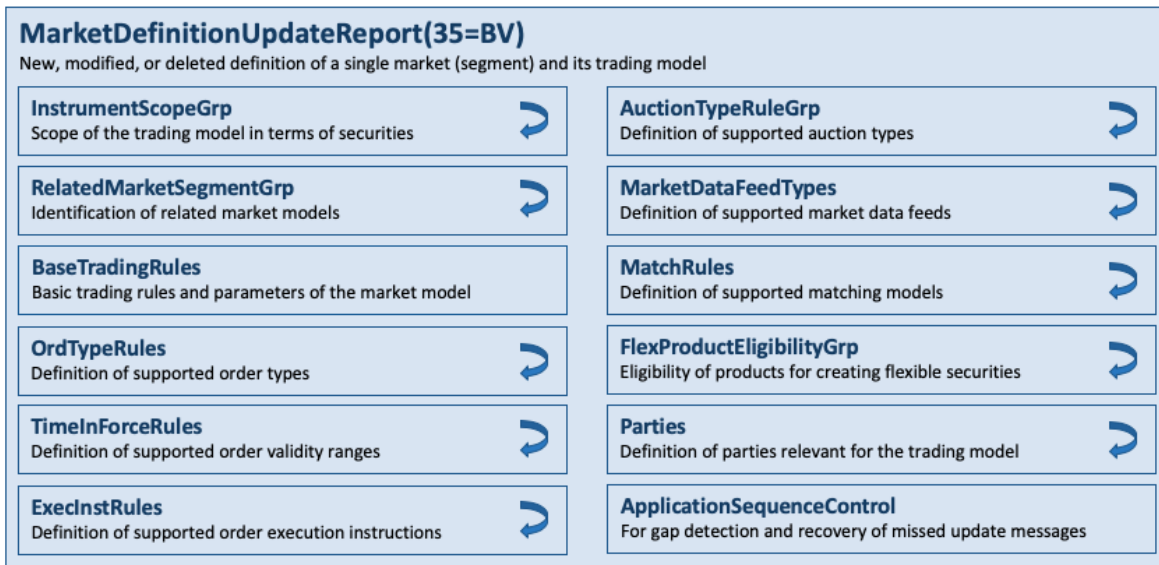 MarketDefinitionUpdateReport(35=BV)
New, modified, or deleted definition of a single market (segment) and its trading model
InstrumentScopeGrp
Scope of the trading model in terms of securities
RelatedMarketSegmentGrp
Identification of related market models
BaseTradingRules
Basic trading rules and parameters of the market model
OrdTypeRules
Definition of supported order types
TimeInForceRules
Definition of supported order validity ranges
ExecInstRules
Definition of supported order execution instructions
AuctionTypeRuleGrp
Definition of supported auction types
MarketDataFeedTypes
Definition of supported market data feeds
MatchRules
Definition of supported matching models
FlexProductEligibilityGrp
Eligibility of products for creating flexible securities
Parties
Definition of parties relevant for the trading model
ApplicationSequenceControl
For gap detection and recovery of missed update messages